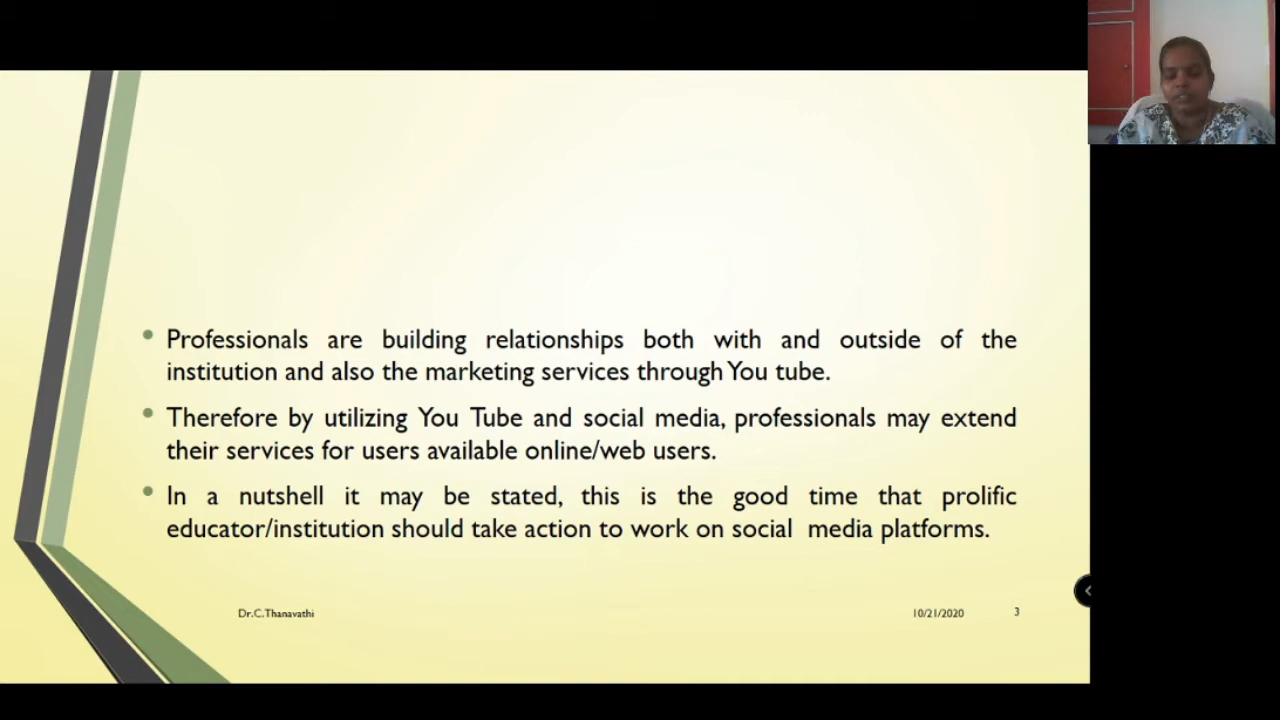 • Professionals are building relationships both with and outside of the
institution and also the marketing services through You tube.
• Therefore by utilizing You Tube and social media, professionals may extend
their services for users available online/web users.
• In a nutshell it may be stated, this is the good time that prolific
educator/institution should take action to work on social media platforms.
Dr.C.Thanavathi 10/21/2020 3